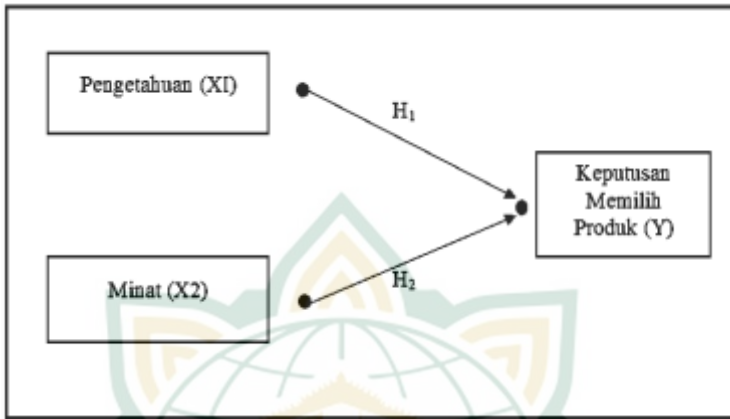 Pengetahuan (XI)
H₁
Keputusan
Memilih
Produk (Y)
Minat (X2)
H₂